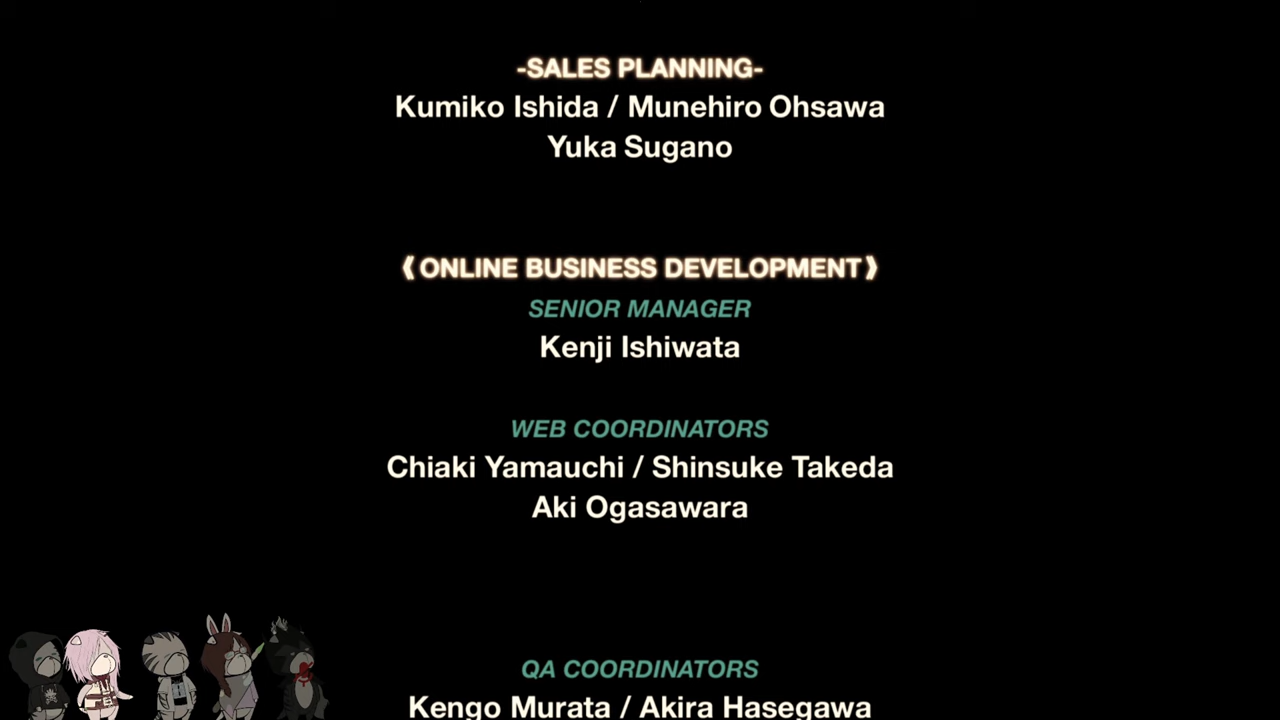 -SALES PLANNING-
Kumiko Ishida / Munehiro Ohsawa
Yuka Sugano
⟪ONLINE BUSINESS DEVELOPMENT⟫
SENIOR MANAGER
Kenji Ishiwata
WEB COORDINATORS
Chiaki Yamauchi / Shinsuke Takeda
Aki Ogasawara
QA COORDINATORS
Kengo Murata / Akira Hasegawa